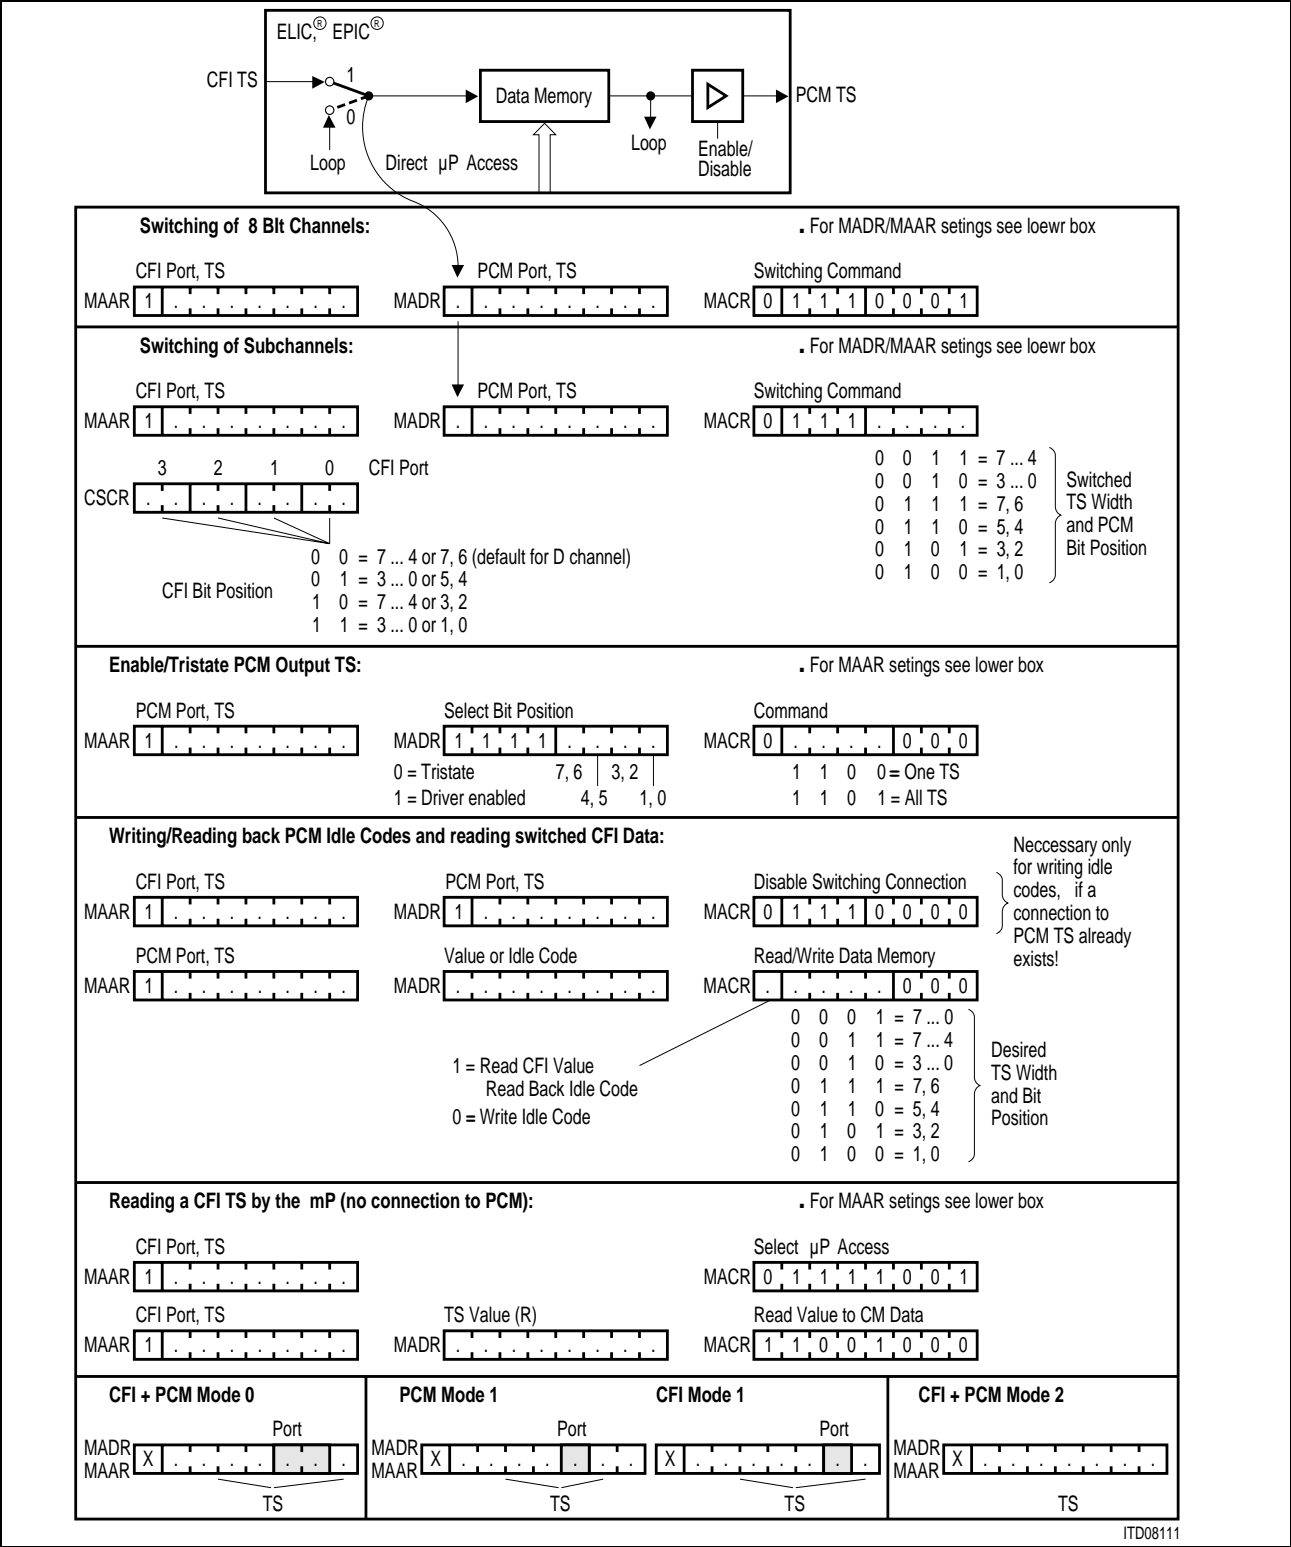 ELIC,® EPIC®
CFI TS
1
0
Loop
Data Memory
Direct µP Access
Loop
Enable/
Disable
PCM TS
Switching of 8 BIt Channels:
. For MADR/MAAR setings see loewr box
CFI Port, TS PCM Port, TS Switching Command
MAAR 1 . . . . . . . MADR . . . . . . . . MACR 0 1 1 1 0 0 0 1
Switching of Subchannels:
. For MADR/MAAR setings see loewr box
CFI Port, TS PCM Port, TS Switching Command
MAAR 1 . . . . . . . MADR . . . . . . . . MACR 0 1 1 1 . . . .
3 2 1 0 CFI Port
CSCR . . . . . . . .
CFI Bit Position
0 0 = 7 ... 4 or 7, 6 (default for D channel)
0 1 = 3 ... 0 or 5, 4
1 0 = 7 ... 4 or 3, 2
1 1 = 3 ... 0 or 1, 0
0 0 1 1 = 7 ... 4
0 0 1 0 = 3 ... 0
0 1 1 1 = 7, 6
0 1 1 0 = 5, 4
0 1 0 1 = 3, 2
0 1 0 0 = 1, 0
Switched
TS Width
and PCM
Bit Position
Enable/Tristate PCM Output TS:
. For MAAR setings see lower box
PCM Port, TS Select Bit Position Command
MAAR 1 . . . . . . . MADR 1 1 1 1 . . . . MACR 0 . . . . 0 0 0
0 = Tristate 7, 6 3, 2
1 = Driver enabled 4, 5 1, 0
1 1 0 0 = One TS
1 1 0 1 = All TS
Writing/Reading back PCM Idle Codes and reading switched CFI Data:
CFI Port, TS PCM Port, TS Disable Switching Connection
MAAR 1 . . . . . . . MADR 1 . . . . . . . MACR 0 1 1 1 0 0 0 0
Neccessary only
for writing idle
codes, if a
connection to
PCM TS already
exists!
PCM Port, TS Value or Idle Code Read/Write Data Memory
MAAR 1 . . . . . . . MADR . . . . . . . . MACR . . . . . 0 0 0
1 = Read CFI Value
Read Back Idle Code
0 = Write Idle Code
0 0 0 1 = 7 ... 0
0 0 1 1 = 7 ... 4
0 0 1 0 = 3 ... 0
0 1 1 1 = 7, 6
0 1 1 0 = 5, 4
0 1 0 1 = 3, 2
0 1 0 0 = 1, 0
Desired
TS Width
and Bit
Position
Reading a CFI TS by the mP (no connection to PCM):
. For MAAR setings see lower box
CFI Port, TS Select µP Access
MAAR 1 . . . . . . . MACR 0 1 1 1 1 0 0 1
CFI Port, TS TS Value (R) Read Value to CM Data
MAAR 1 . . . . . . . MADR . . . . . . . . MACR 1 1 0 0 1 0 0 0
CFI + PCM Mode 0 PCM Mode 1 CFI Mode 1 CFI + PCM Mode 2
Port Port Port
MADR
MAAR X . . . . . . .
TS
MADR
MAAR X . . . . . . .
TS
X . . . . . . .
TS
MADR
MAAR X . . . . . . .
TS
ITD08111